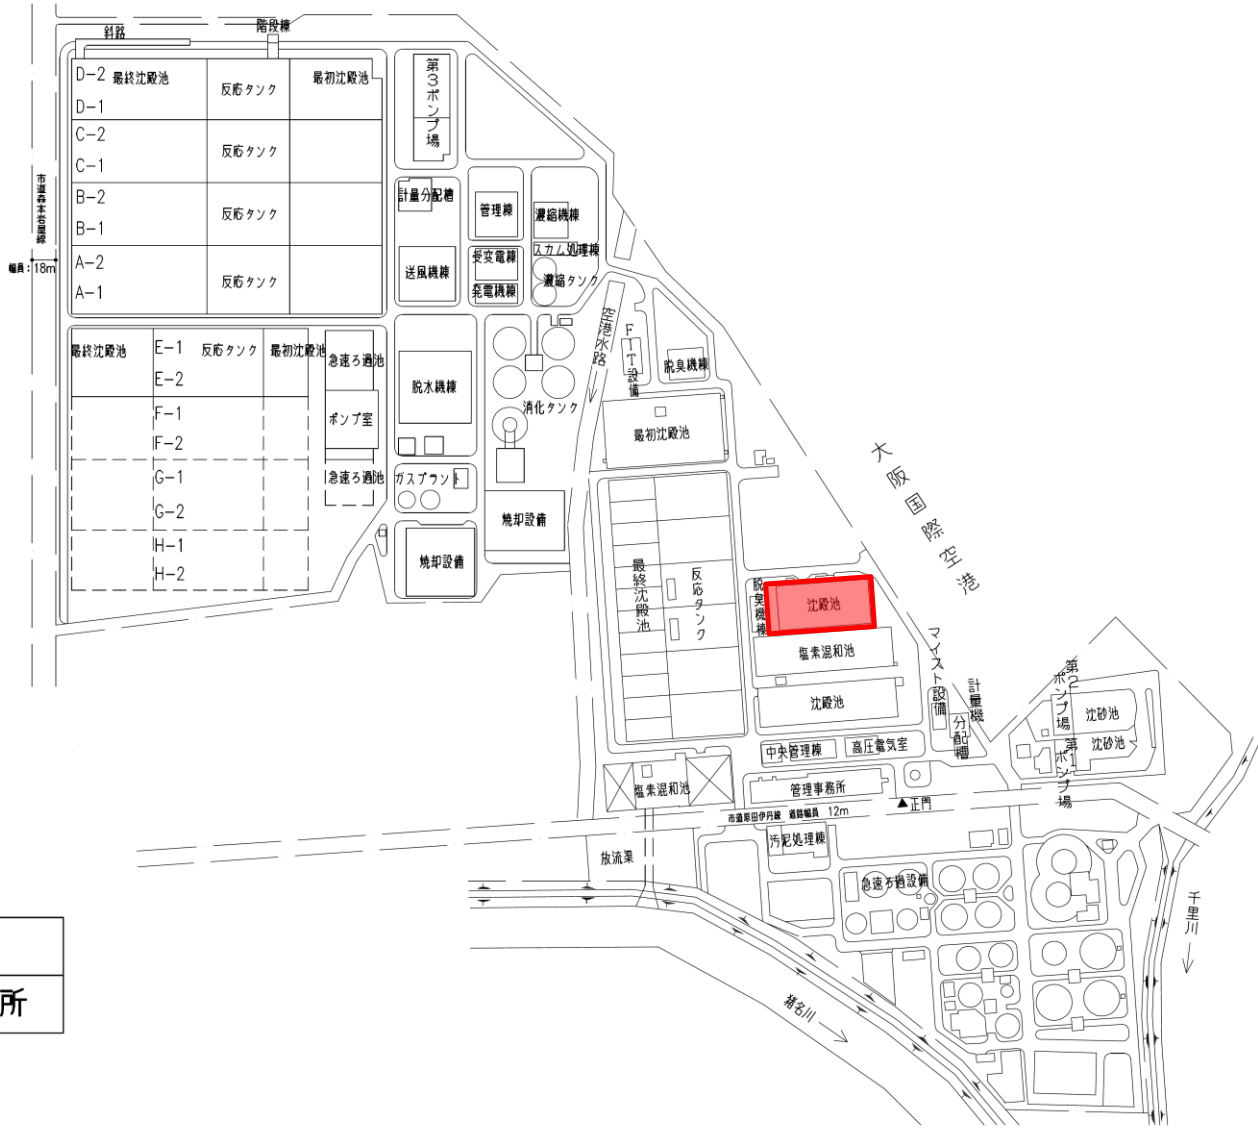 斜路
階段棟
D-2
最終沈殿池
反応タンク
最初沈殿池
D-1
C-2
反応タンク
C-1
B-2
反応タンク
B-1
A-2
反応タンク
A-1
市道森本岩屋線
幅員：18m
第3ポンプ場
計量分配槽
管理棟
濃縮機棟
スカム処理棟
受変電棟
送風機棟
濃縮タンク
発電機棟
最終沈殿池
E-1
反応タンク
最初沈殿池
急速ろ過池
E-2
F-1
ポンプ室
F-2
G-1
急速ろ過池
G-2
H-1
H-2
脱水機棟
消化タンク
ガスプラント
焼却設備
焼却設備
空港水路
FIT設備
脱臭機棟
最初沈殿池
大阪国際空港
最終沈殿池
反応タンク
脱臭機棟
沈殿池
塩素混和池
沈殿池
マイスト設備
計量機
分配槽
第2ポンプ場
沈砂池
沈砂池
第1ポンプ場
中央管理棟
高圧電気室
塩素混和池
管理事務所
▲正門
市道原田伊丹線 道路幅員 12m
汚泥処理棟
放流渠
急速ろ過設備
千里川
猪名川
所